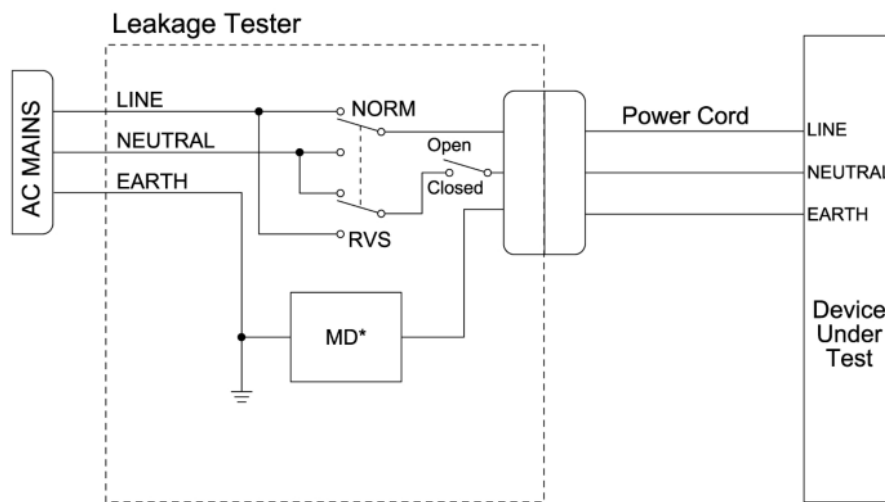 Leakage Tester
AC MAINS
LINE
NEUTRAL
EARTH
NORM
RVS
Open
Closed
MD*
Power Cord
LINE
NEUTRAL
EARTH
Device
Under
Test